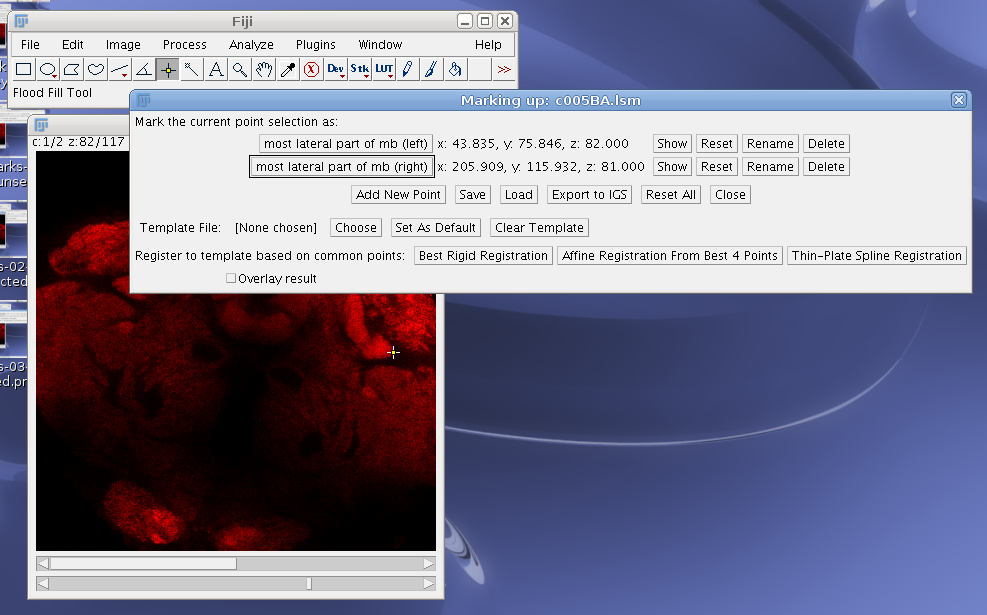 Fiji
File Edit Image Process Analyze Plugins Window Help
Dev Stk LUT >>
Flood Fill Tool
Marking up: c005BA.lsm
Mark the current point selection as:
most lateral part of mb (left) x: 43.835, y: 75.846, z: 82.000 Show Reset Rename Delete
most lateral part of mb (right) x: 205.909, y: 115.932, z: 81.000 Show Reset Rename Delete
Add New Point Save Load Export to IGS Reset All Close
Template File: [None chosen] Choose Set As Default Clear Template
Register to template based on common points: Best Rigid Registration Affine Registration From Best 4 Points Thin-Plate Spline Registration
Overlay result
c:1/2 z:82/117
arks-
unse
s-02-
cted
s-03-
ed.pr